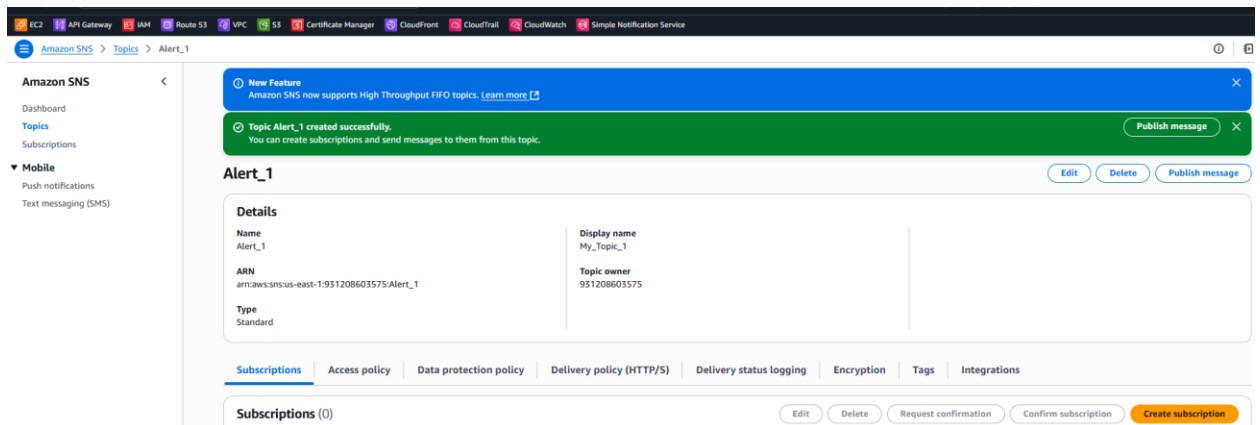 EC2 API Gateway IAM Route 53 VPC S3 Certificate Manager CloudFront CloudTrail CloudWatch Simple Notification Service
Amazon SNS > Topics > Alert_1
Amazon SNS
Dashboard
Topics
Subscriptions
Mobile
Push notifications
Text messaging (SMS)
New Feature
Amazon SNS now supports High Throughput FIFO topics. Learn more
Topic Alert_1 created successfully.
You can create subscriptions and send messages to them from this topic.
Publish message
Alert_1
Edit Delete Publish message
Details
Name
Alert_1
Display name
My_Topic_1
ARN
arn:aws:sns:us-east-1:931208603575:Alert_1
Topic owner
931208603575
Type
Standard
Subscriptions Access policy Data protection policy Delivery policy (HTTP/S) Delivery status logging Encryption Tags Integrations
Subscriptions (0)
Edit Delete Request confirmation Confirm subscription Create subscription